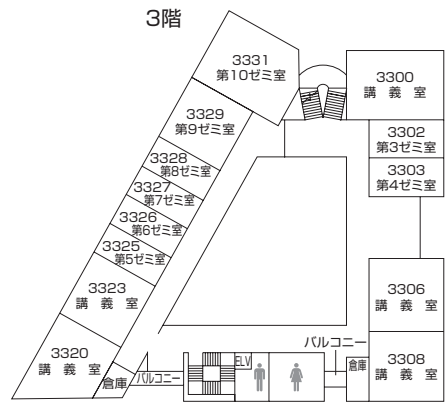 3階
3331
第10ゼミ室
3300
講 義 室
3329
第9ゼミ室
3302
第3ゼミ室
3328
第8ゼミ室
3303
第4ゼミ室
3327
第7ゼミ室
3326
第6ゼミ室
3325
第5ゼミ室
3323
講 義 室
3306
講 義 室
3320
講 義 室
倉庫
バルコニー
ELV
バルコニー
倉庫
3308
講 義 室